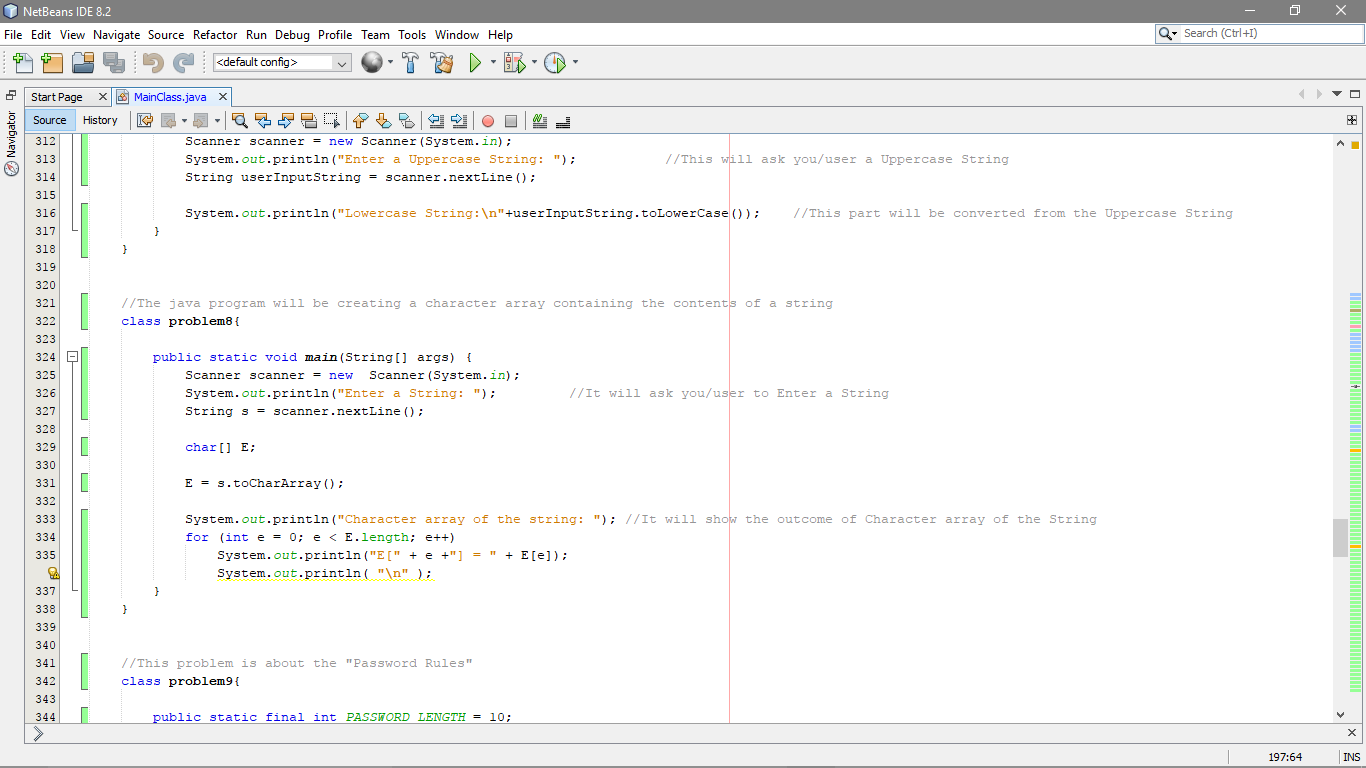 NetBeans IDE 8.2
File Edit View Navigate Source Refactor Run Debug Profile Team Tools Window Help
Search (Ctrl+I)
<default config>
Start Page MainClass.java
Navigator
Source History
312 Scanner scanner = new Scanner(System.in);
313 System.out.println("Enter a Uppercase String: "); //This will ask you/user a Uppercase String
314 String userInputString = scanner.nextLine();
315
316 System.out.println("Lowercase String:\n"+userInputString.toLowerCase()); //This part will be converted from the Uppercase String
317 }
318 }
319
320
321 //The java program will be creating a character array containing the contents of a string
322 class problem8{
323
324 public static void main(String[] args) {
325 Scanner scanner = new  Scanner(System.in);
326 System.out.println("Enter a String: "); //It will ask you/user to Enter a String
327 String s = scanner.nextLine();
328
329 char[] E;
330
331 E = s.toCharArray();
332
333 System.out.println("Character array of the string: "); //It will show the outcome of Character array of the String
334 for (int e = 0; e < E.length; e++)
335 System.out.println("E[" + e +"] = " + E[e]);
System.out.println( "\n" );
337 }
338 }
339
340
341 //This problem is about the "Password Rules"
342 class problem9{
343
344 public static final int PASSWORD_LENGTH = 10;
197:64 INS